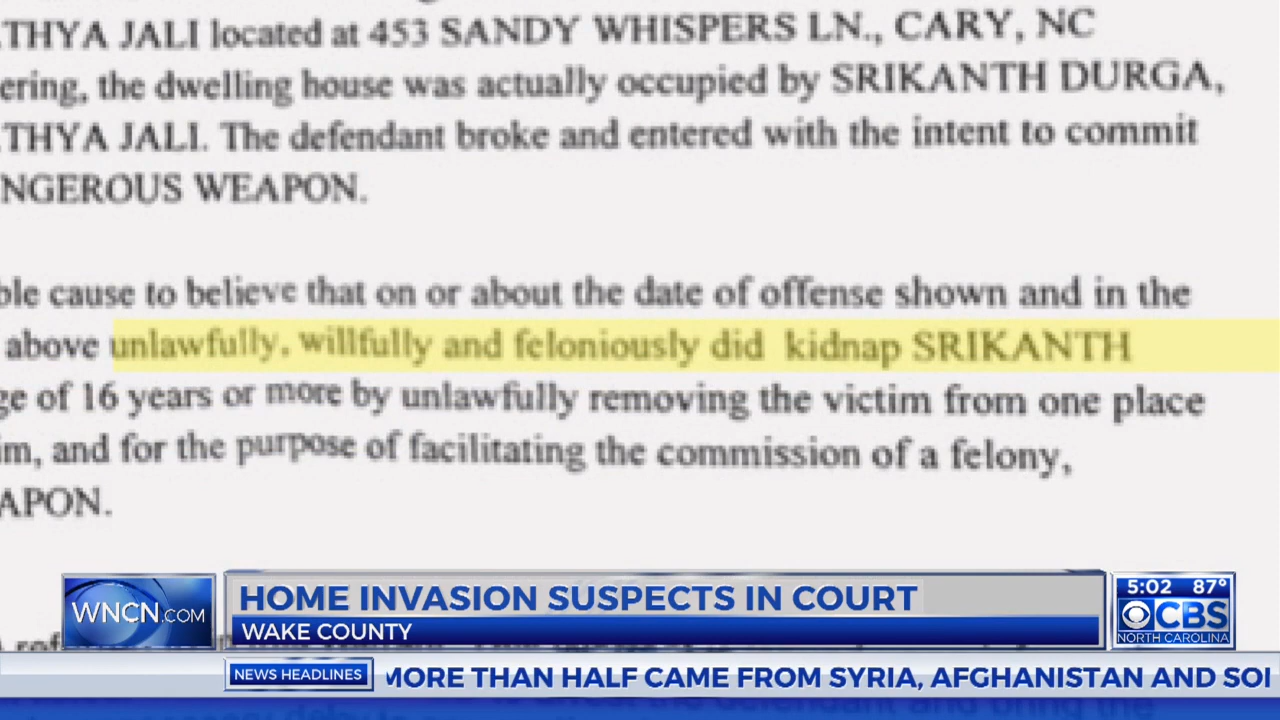 THYA JALI located at 453 SANDY WHISPERS LN., CARY, NC
ering, the dwelling house was actually occupied by SRIKANTH DURGA,
THYA JALI. The defendant broke and entered with the intent to commit
NGEROUS WEAPON.
ble cause to believe that on or about the date of offense shown and in the
above unlawfully, willfully and feloniously did kidnap SRIKANTH
ge of 16 years or more by unlawfully removing the victim from one place
im, and for the purpose of facilitating the commission of a felony,
APON.
WNCN.COM
HOME INVASION SUSPECTS IN COURT
WAKE COUNTY
5:02 87°
CBS
NORTH CAROLINA
NEWS HEADLINES
MORE THAN HALF CAME FROM SYRIA, AFGHANISTAN AND SO